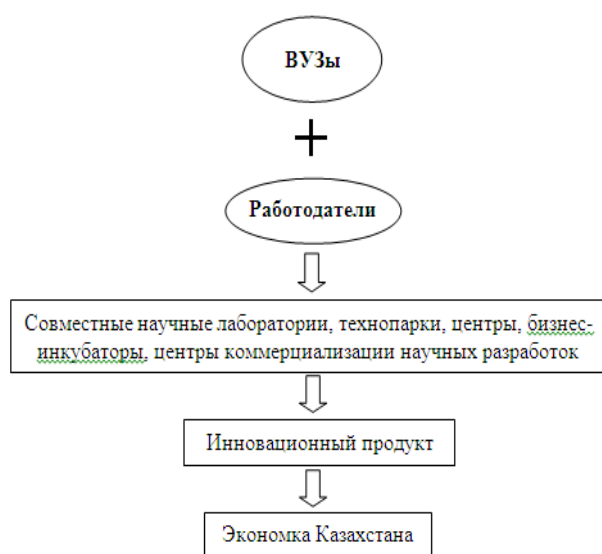 ВУЗы
+
Работодатели
Совместные научные лаборатории, технопарки, центры, бизнес-
инкубаторы, центры коммерциализации научных разработок
Инновационный продукт
Экономка Казахстана